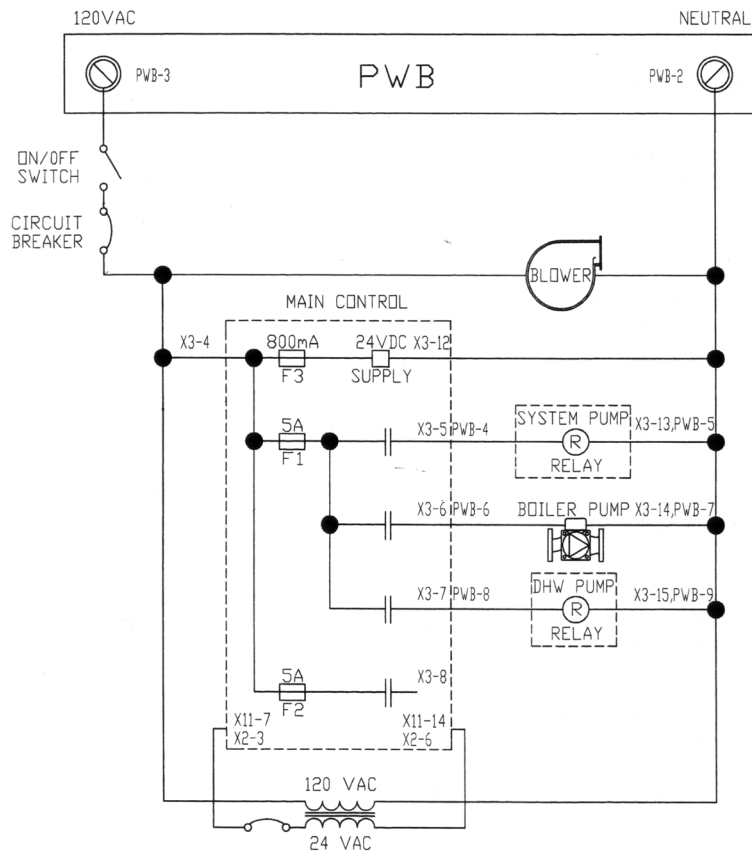 120VAC NEUTRAL
PWB-3 PWB PWB-2
ON/OFF
SWITCH
CIRCUIT
BREAKER
BLOWER
MAIN CONTROL
X3-4 800mA 24VDC X3-12
F3 SUPPLY
5A X3-5 PWB-4 SYSTEM PUMP X3-13,PWB-5
F1 R
RELAY
X3-6 PWB-6 BOILER PUMP X3-14,PWB-7
X3-7 PWB-8 DHW PUMP X3-15,PWB-9
R
RELAY
5A X3-8
F2
X11-7 X11-14
X2-3 X2-6
120 VAC
24 VAC